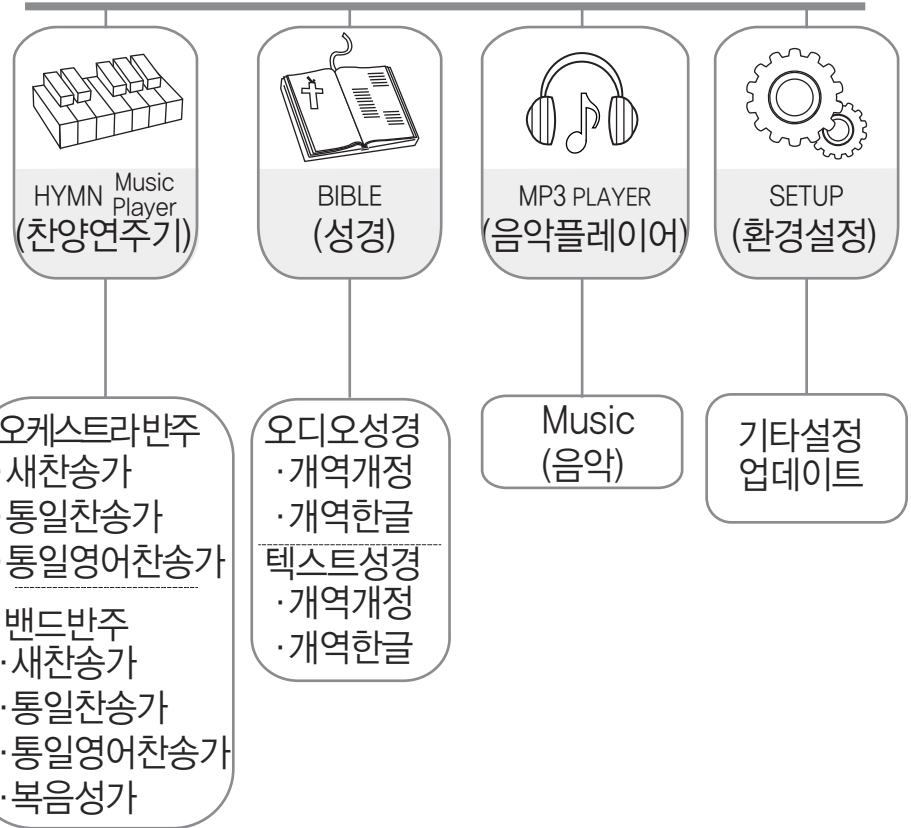 HYMN Music Player
(찬양연주기)
BIBLE
(성경)
MP3 PLAYER
(음악플레이어)
SETUP
(환경설정)
오케스트라반주
·새찬송가
·통일찬송가
·통일영어찬송가
밴드반주
·새찬송가
·통일찬송가
·통일영어찬송가
·복음성가
오디오성경
·개역개정
·개역한글
텍스트성경
·개역개정
·개역한글
Music
(음악)
기타설정
업데이트